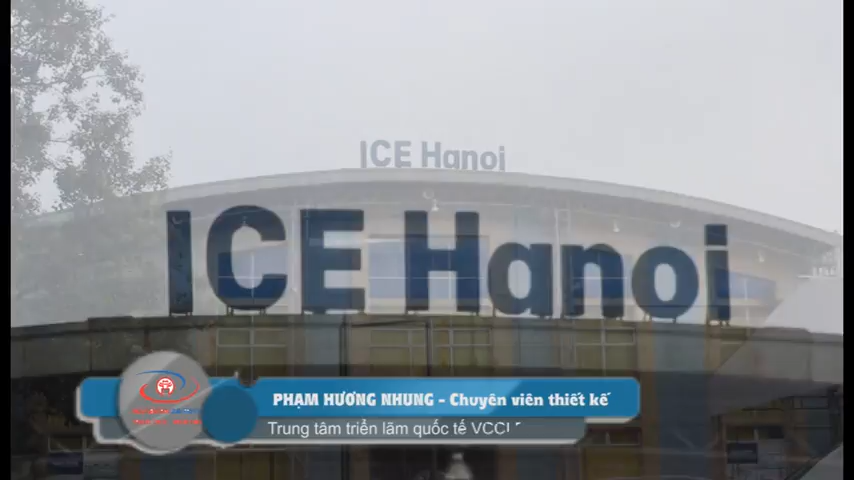 ICE Hanoi
ICE Hanoi
PHẠM HƯƠNG NHUNG - Chuyên viên thiết kế
Trung tâm triển lãm quốc tế VCCI